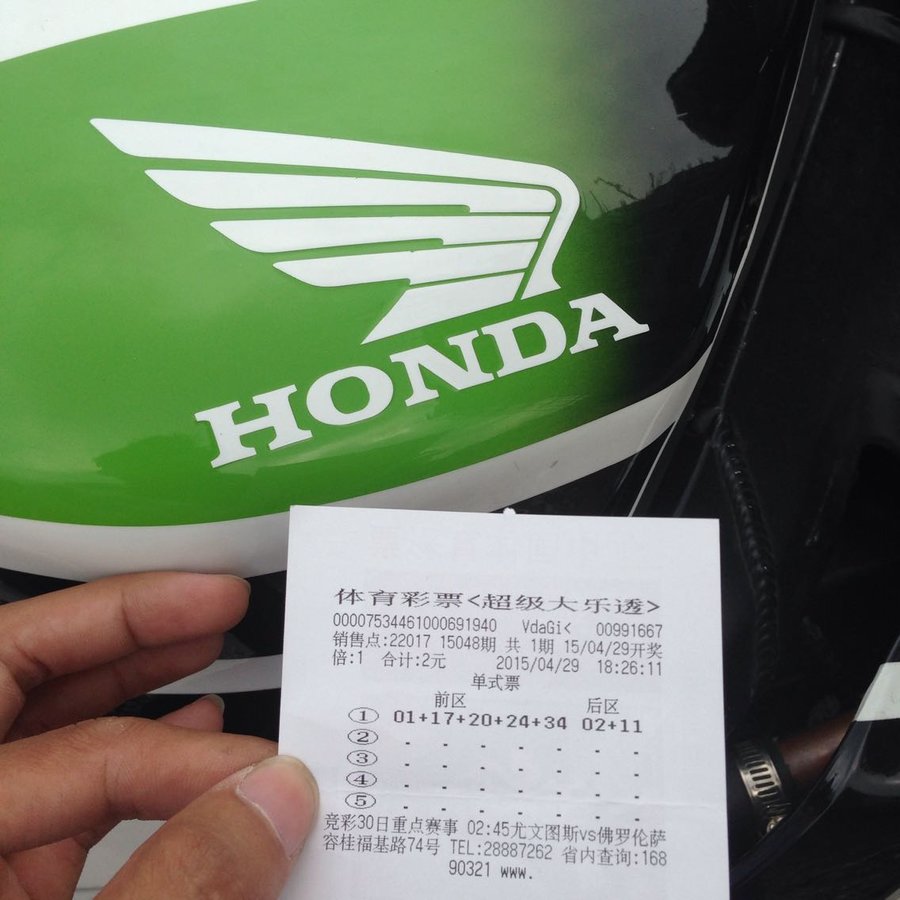 HONDA
体育彩票<超级大乐透>
00007534461000691940 VdaGi< 00991667
销售点:22017 15048期 共 1期 15/04/29开奖
倍:1 合计:2元 2015/04/29 18:26:11
单式票
前区 后区
① 01+17+20+24+34 02+11
② - - - - - - -
③ - - - - - - -
④ - - - - - - -
⑤ - - - - - - -
竞彩30日重点赛事 02:45尤文图斯vs佛罗伦萨
容桂福基路74号 TEL:28887262 省内查询:168
90321 www.